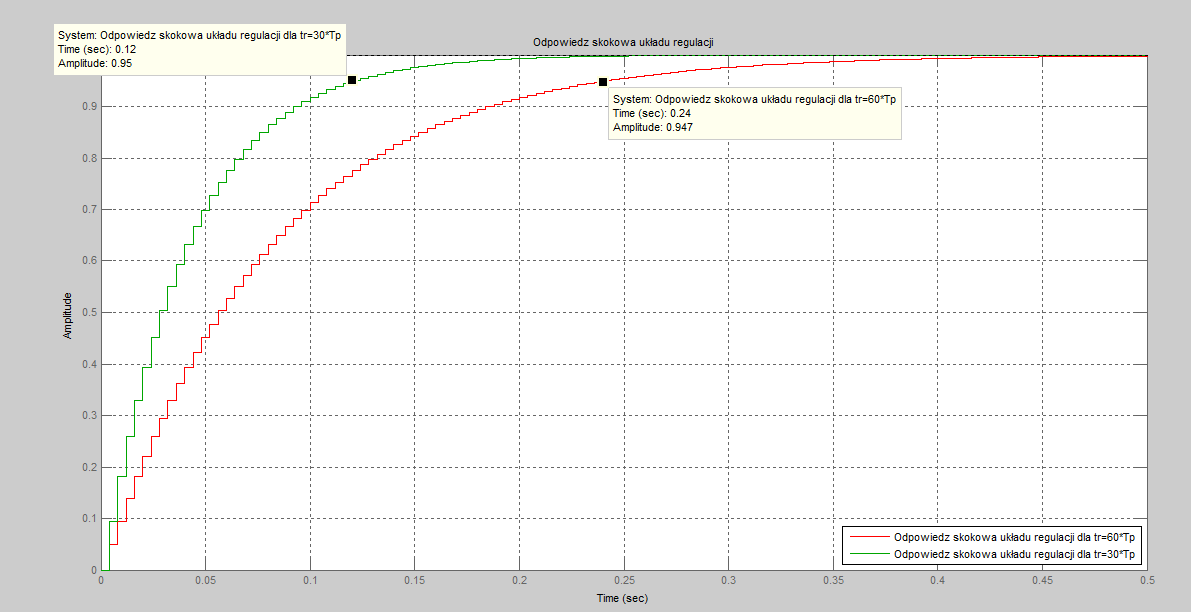 System: Odpowiedz skokowa układu regulacji dla tr=30*Tp
Time (sec): 0.12
Amplitude: 0.95
Odpowiedz skokowa układu regulacji
System: Odpowiedz skokowa układu regulacji dla tr=60*Tp
Time (sec): 0.24
Amplitude: 0.947
0.9
0.8
0.7
0.6
0.5
0.4
0.3
0.2
0.1
0
Amplitude
Odpowiedz skokowa układu regulacji dla tr=60*Tp
Odpowiedz skokowa układu regulacji dla tr=30*Tp
0 0.05 0.1 0.15 0.2 0.25 0.3 0.35 0.4 0.45 0.5
Time (sec)